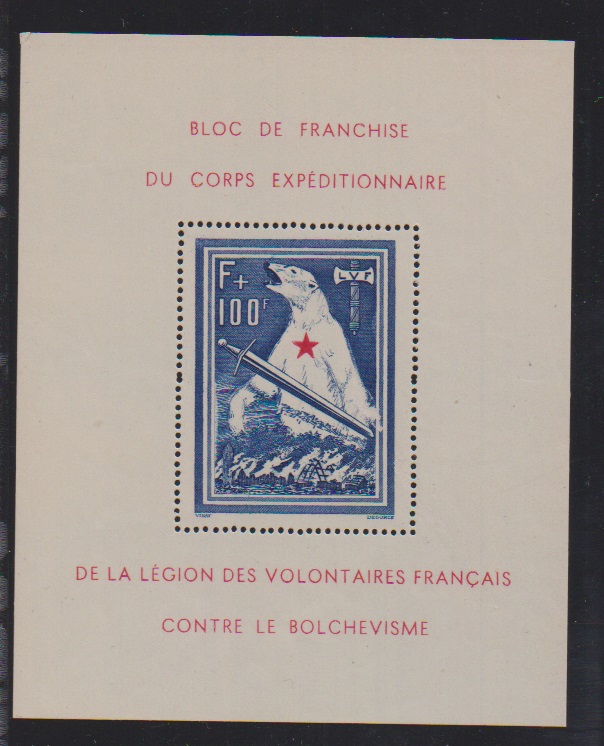 BLOC DE FRANCHISE
DU CORPS EXPÉDITIONNAIRE
F+
100F
LVF
DE LA LÉGION DES VOLONTAIRES FRANÇAIS
CONTRE LE BOLCHEVISME